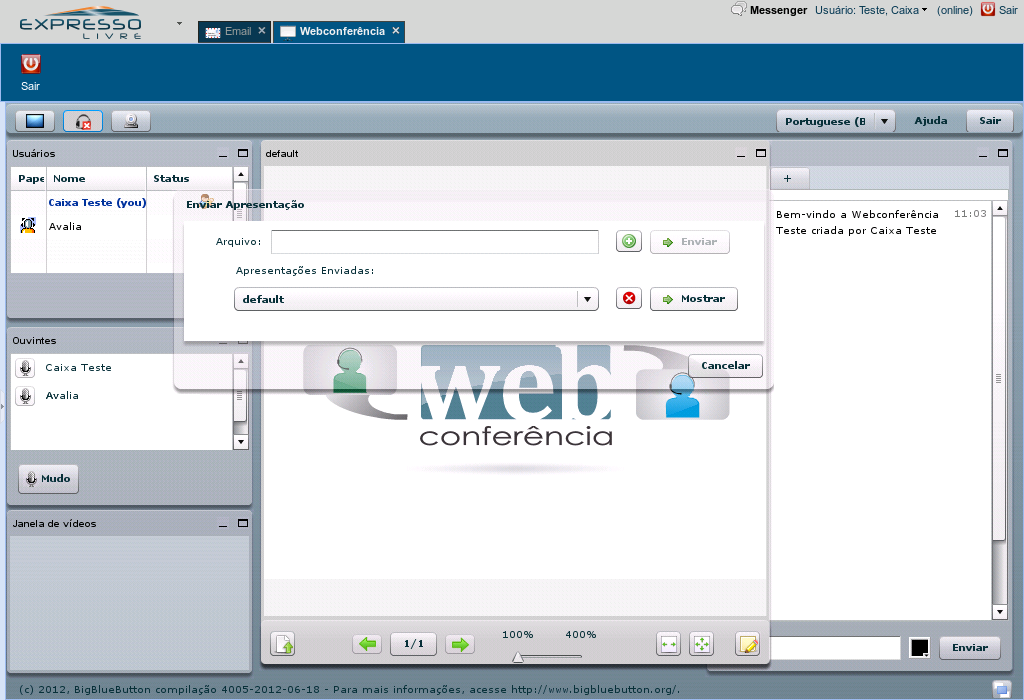 EXPRESSO
LIVRE
Email
Webconferência
Messenger
Usuário: Teste, Caixa
(online)
Sair
Sair
Portuguese (B
Ajuda
Sair
Usuários
default
Pape
Nome
Status
+
Caixa Teste (you)
Avalia
Enviar Apresentação
Bem-vindo a Webconferência
11:03
Teste criada por Caixa Teste
Arquivo:
Enviar
Apresentações Enviadas:
default
Mostrar
Ouvintes
Caixa Teste
Avalia
Cancelar
web
conferência
Mudo
Janela de vídeos
100%
400%
1/1
Enviar
(c) 2012, BigBlueButton compilação 4005-2012-06-18 - Para mais informações, acesse http://www.bigbluebutton.org/.